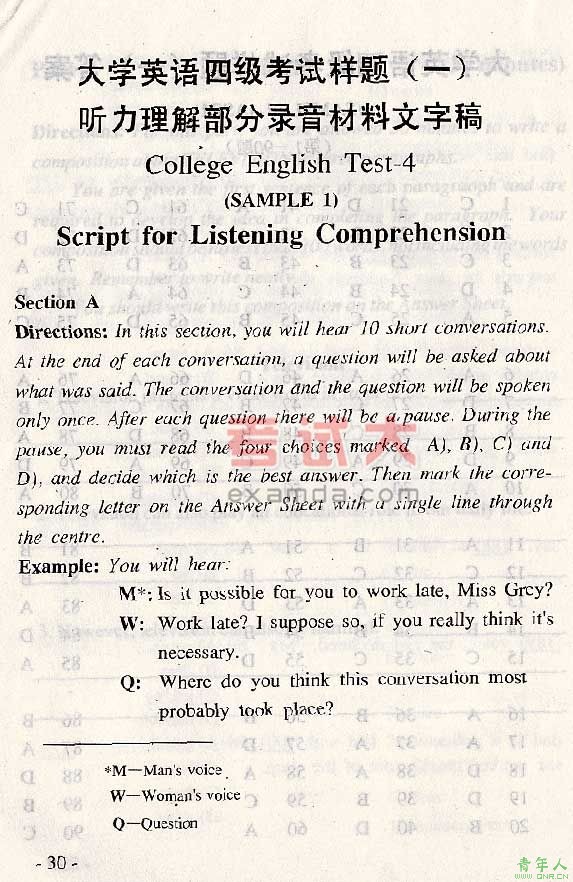 大学英语四级考试样题（一）
听力理解部分录音材料文字稿
College English Test-4
(SAMPLE 1)
Script for Listening Comprehension
Section A
Directions: In this section, you will hear 10 short conversations.
At the end of each conversation, a question will be asked about
what was said. The conversation and the question will be spoken
only once. After each question there will be a pause. During the
pause, you must read the four choices marked A), B), C) and
D), and decide which is the best answer. Then mark the corre-
sponding letter on the Answer Sheet with a single line through
the centre.
考试大
examda.com
Example: You will hear:
M*: Is it possible for you to work late, Miss Grey?
W: Work late? I suppose so, if you really think it's
necessary.
Q: Where do you think this conversation most
probably took place?
*M—Man's voice
W—Woman's voice
Q—Question
- 30 -
青年人
www.QNR.CN